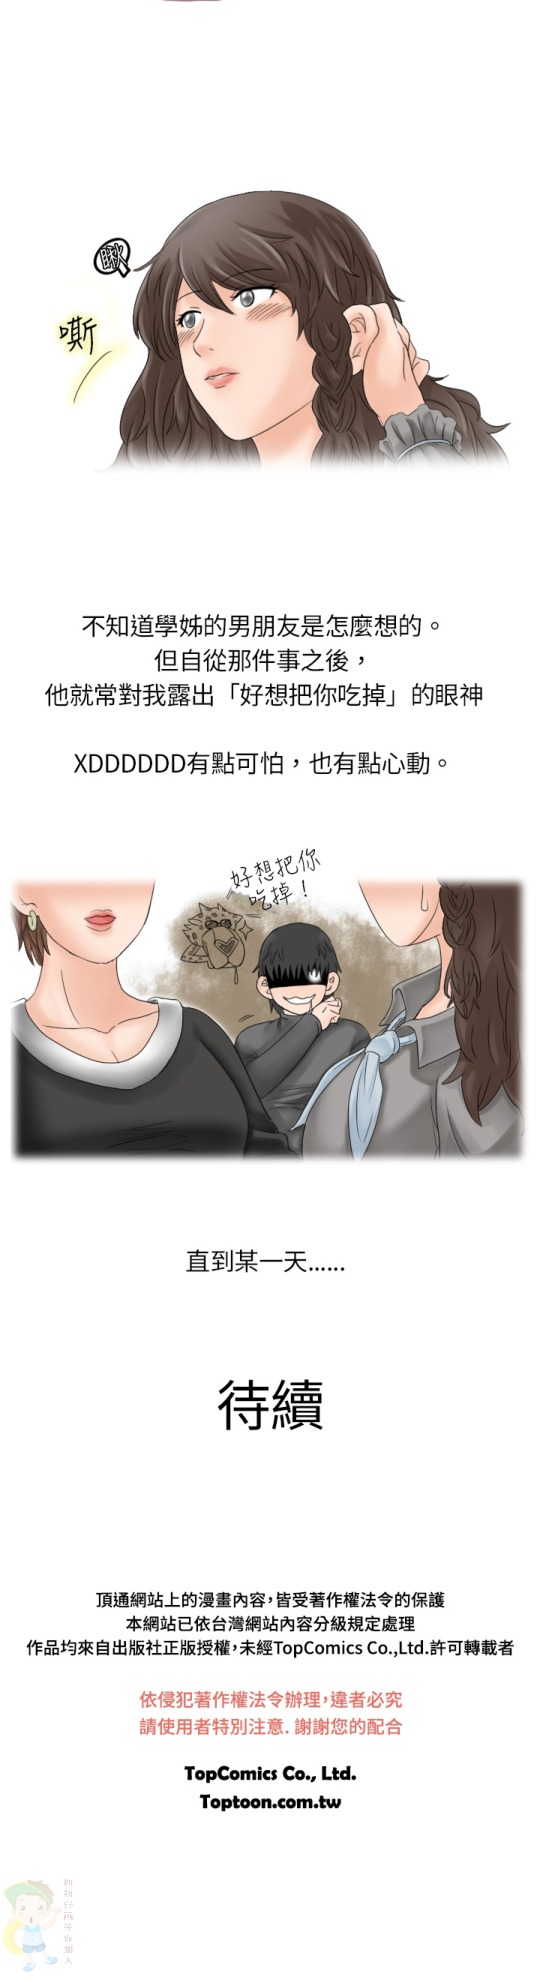 瞅
嘶
不知道學姊的男朋友是怎麼想的。
但自從那件事之後，
他就常對我露出「好想把你吃掉」的眼神
XDDDDDD有點可怕，也有點心動。
好想把你
吃掉！
直到某一天......
待續
頂通網站上的漫畫內容，皆受著作權法令的保護
本網站已依台灣網站內容分級規定處理
作品均來自出版社正版授權，未經TopComics Co.,Ltd.許可轉載者
依侵犯著作權法令辦理，違者必究
請使用者特別注意. 謝謝您的配合
TopComics Co., Ltd.
Toptoon.com.tw